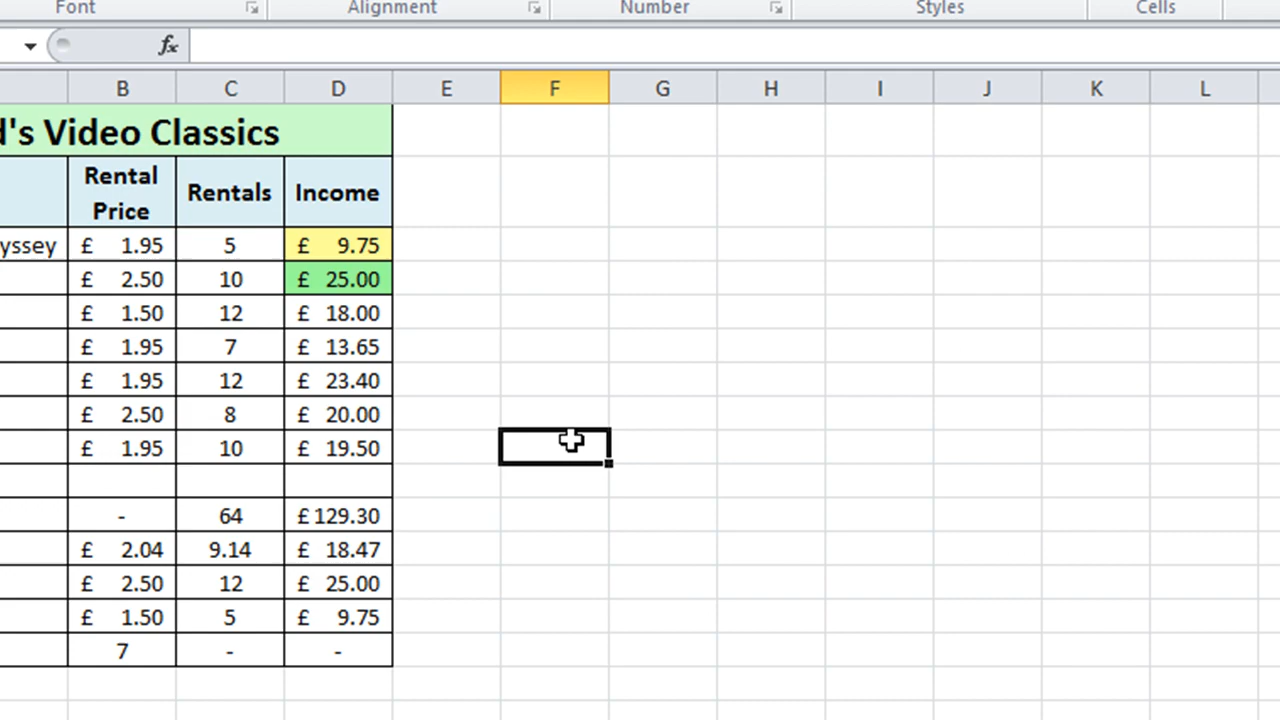 Font Alignment Number Styles Cells
fx
B C D E F G H I J K L
d's Video Classics
Rental
Price Rentals Income
yssey £ 1.95 5 £ 9.75
£ 2.50 10 £ 25.00
£ 1.50 12 £ 18.00
£ 1.95 7 £ 13.65
£ 1.95 12 £ 23.40
£ 2.50 8 £ 20.00
£ 1.95 10 £ 19.50
- 64 £129.30
£ 2.04 9.14 £ 18.47
£ 2.50 12 £ 25.00
£ 1.50 5 £ 9.75
7 - -